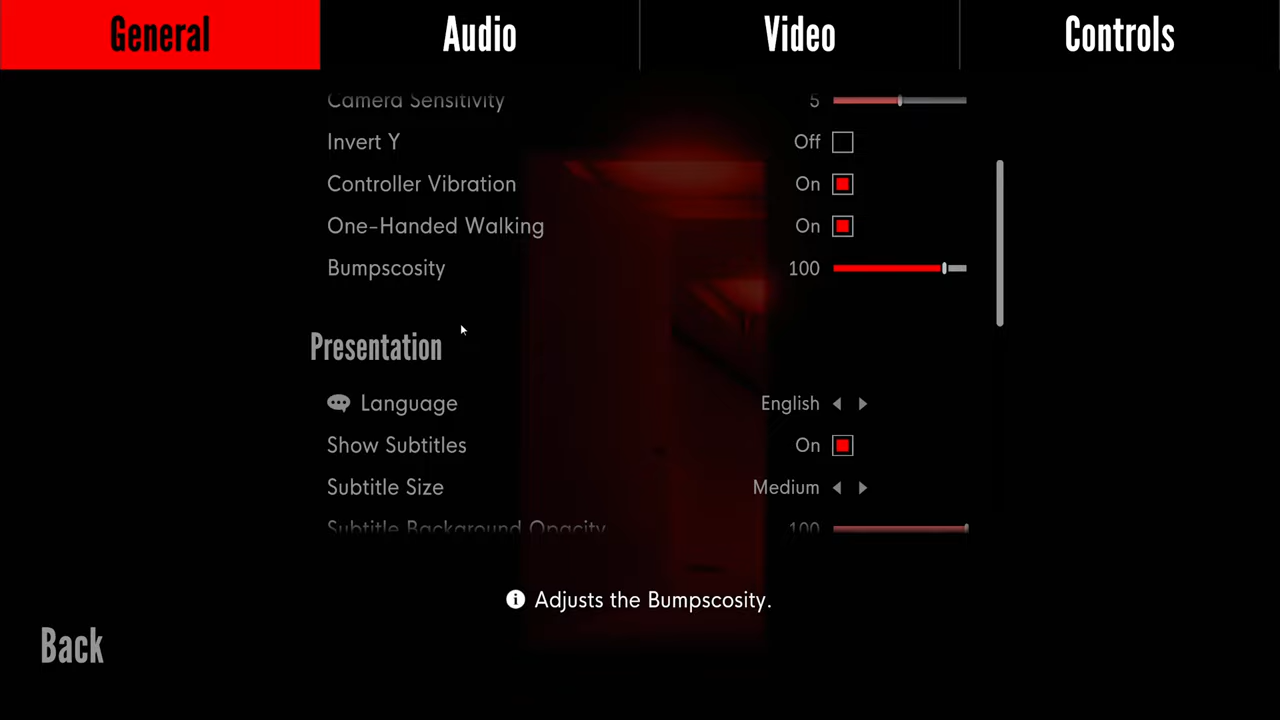 General Audio Video Controls
Camera Sensitivity 5
Invert Y Off
Controller Vibration On
One-Handed Walking On
Bumpscosity 100
Presentation
Language English
Show Subtitles On
Subtitle Size Medium
Subtitle Background Opacity 100
Adjusts the Bumpscosity.
Back